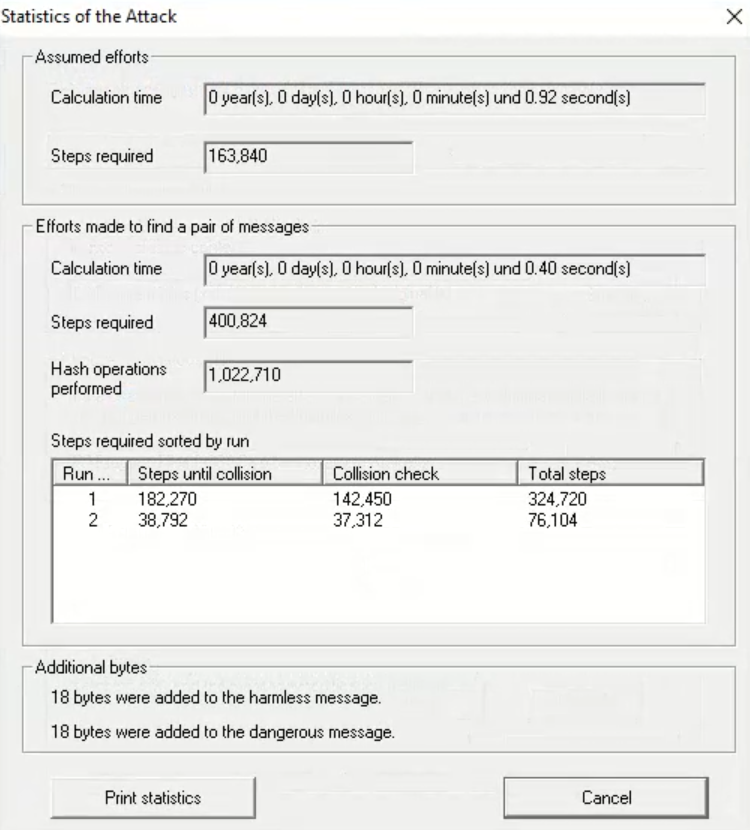 Statistics of the Attack
Assumed efforts
Calculation time 0 year(s), 0 day(s), 0 hour(s), 0 minute(s) und 0.92 second(s)
Steps required 163,840
Efforts made to find a pair of messages
Calculation time 0 year(s), 0 day(s), 0 hour(s), 0 minute(s) und 0.40 second(s)
Steps required 400,824
Hash operations
performed 1,022,710
Steps required sorted by run
Run ... Steps until collision Collision check Total steps
1 182,270 142,450 324,720
2 38,792 37,312 76,104
Additional bytes
18 bytes were added to the harmless message.
18 bytes were added to the dangerous message.
Print statistics Cancel